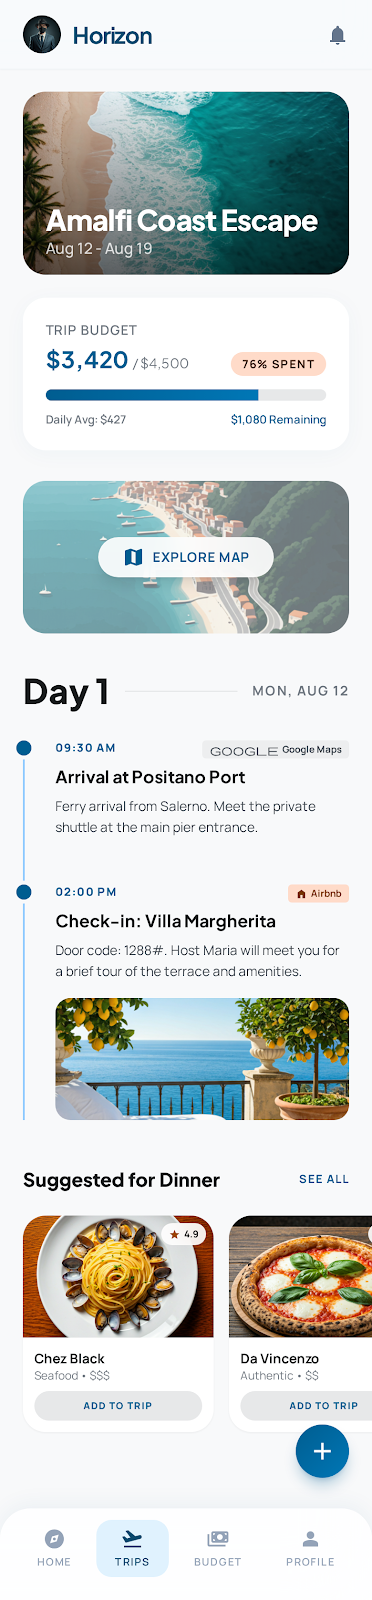 Horizon
Amalfi Coast Escape
Aug 12 - Aug 19
TRIP BUDGET
$3,420 / $4,500
76% SPENT
Daily Avg: $427
$1,080 Remaining
EXPLORE MAP
Day 1
MON, AUG 12
09:30 AM
GOOGLE Google Maps
Arrival at Positano Port
Ferry arrival from Salerno. Meet the private
shuttle at the main pier entrance.
02:00 PM
Airbnb
Check-in: Villa Margherita
Door code: 1288#. Host Maria will meet you for
a brief tour of the terrace and amenities.
Suggested for Dinner
SEE ALL
4.9
Chez Black
Seafood • $$$
ADD TO TRIP
Da Vincenzo
Authentic • $$
ADD TO TRIP
HOME
TRIPS
BUDGET
PROFILE